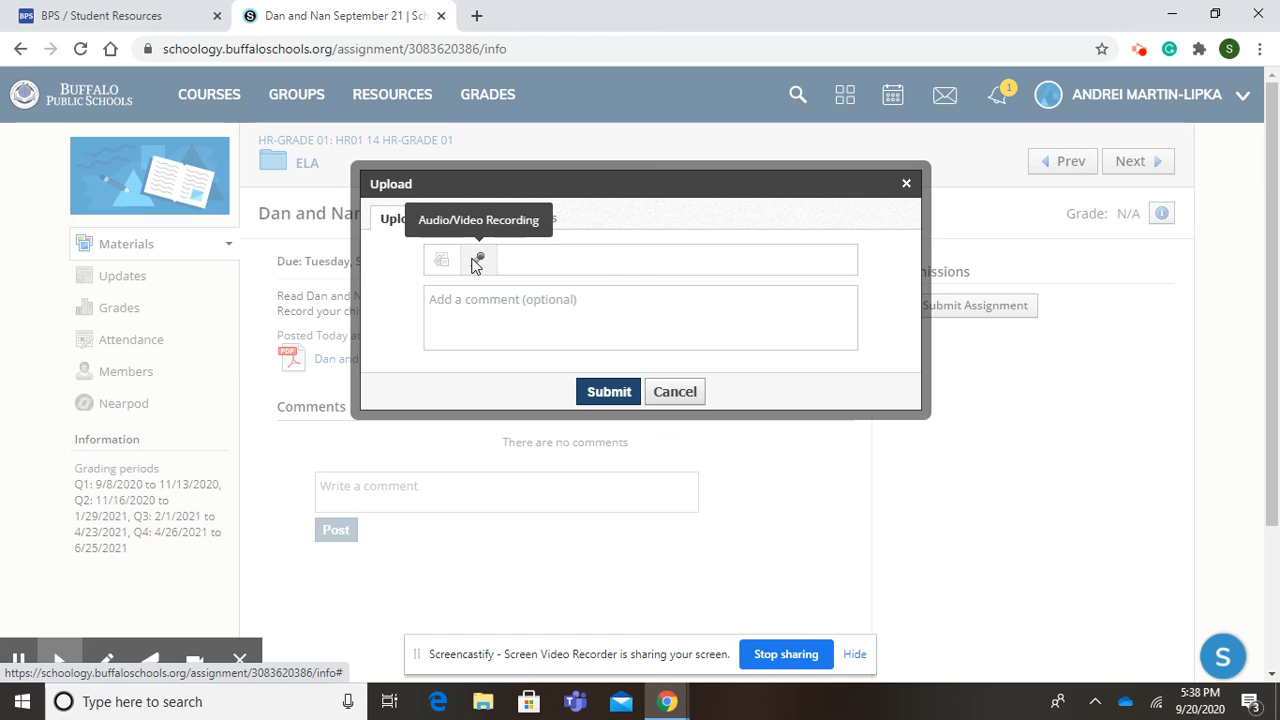 BPS / Student Resources
Dan and Nan September 21 | Sch
schoology.buffaloschools.org/assignment/3083620386/info
BUFFALO
PUBLIC SCHOOLS
COURSES
GROUPS
RESOURCES
GRADES
1
ANDREI MARTIN-LIPKA
HR-GRADE 01: HR01 14 HR-GRADE 01
ELA
Prev
Next
Upload
Dan and Nan
Grade: N/A
Audio/Video Recording
Materials
Due: Tuesday, S
Updates
Add a comment (optional)
Read Dan and N
Record your chi
Submit Assignment
Grades
Posted Today at
Attendance
Dan and
Members
Submit
Cancel
Nearpod
Comments
Information
There are no comments
Grading periods
Q1: 9/8/2020 to 11/13/2020,
Q2: 11/16/2020 to
1/29/2021, Q3: 2/1/2021 to
4/23/2021, Q4: 4/26/2021 to
6/25/2021
Write a comment
Post
Screencastify - Screen Video Recorder is sharing your screen.
Stop sharing
Hide
S
https://schoology.buffaloschools.org/assignment/3083620386/info#
Type here to search
5:38 PM
9/20/2020
3